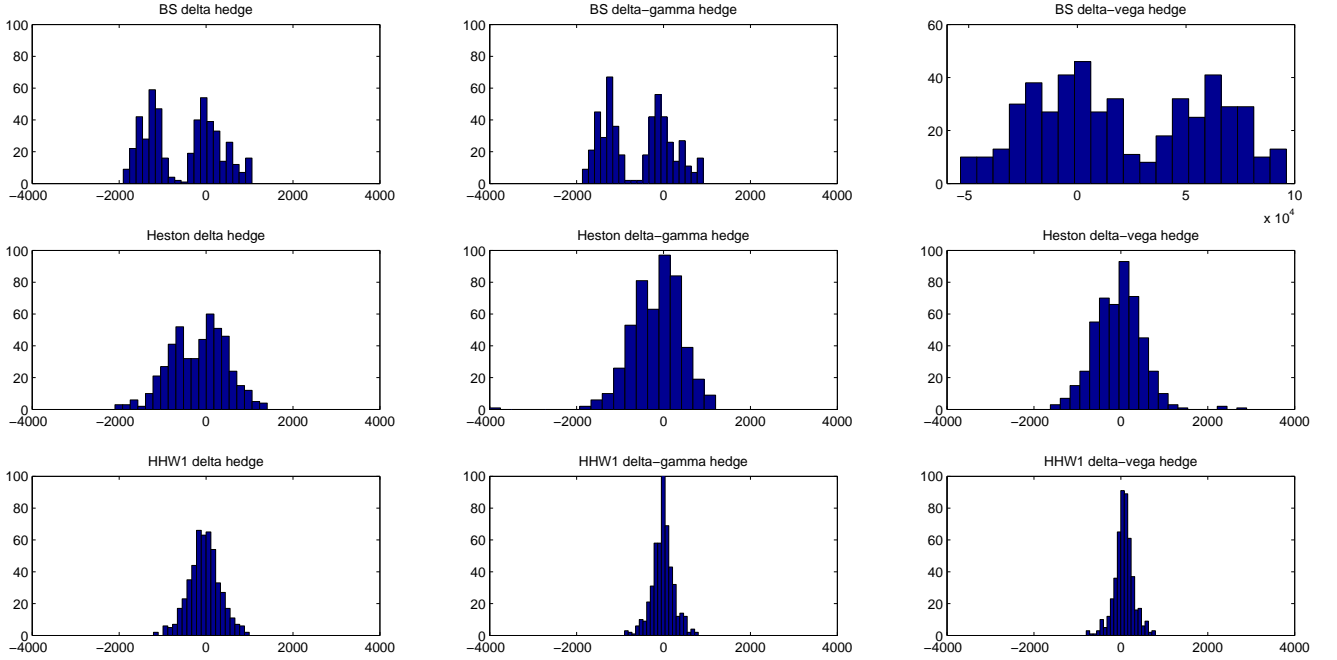 BS delta hedge
100
80
60
40
20
0
−4000 −2000 0 2000 4000
BS delta−gamma hedge
100
80
60
40
20
0
−4000 −2000 0 2000 4000
BS delta−vega hedge
60
40
20
0
−5 0 5 10
x 10^4
Heston delta hedge
100
80
60
40
20
0
−4000 −2000 0 2000 4000
Heston delta−gamma hedge
100
80
60
40
20
0
−4000 −2000 0 2000 4000
Heston delta−vega hedge
100
80
60
40
20
0
−4000 −2000 0 2000 4000
HHW1 delta hedge
100
80
60
40
20
0
−4000 −2000 0 2000 4000
HHW1 delta−gamma hedge
100
80
60
40
20
0
−4000 −2000 0 2000 4000
HHW1 delta−vega hedge
100
80
60
40
20
0
−4000 −2000 0 2000 4000